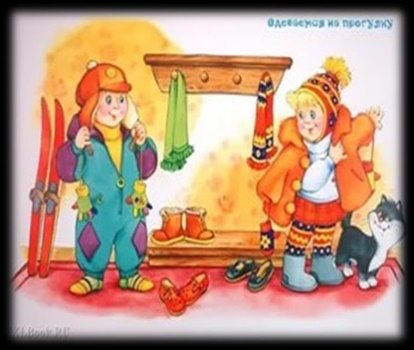 Одеваемся на прогулку